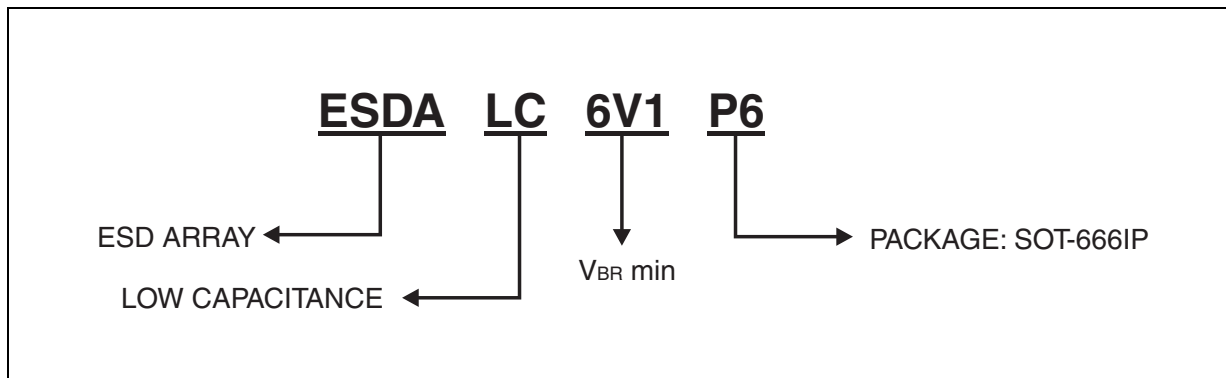 ESDA LC 6V1 P6
ESD ARRAY
PACKAGE: SOT-666IP
VBR min
LOW CAPACITANCE